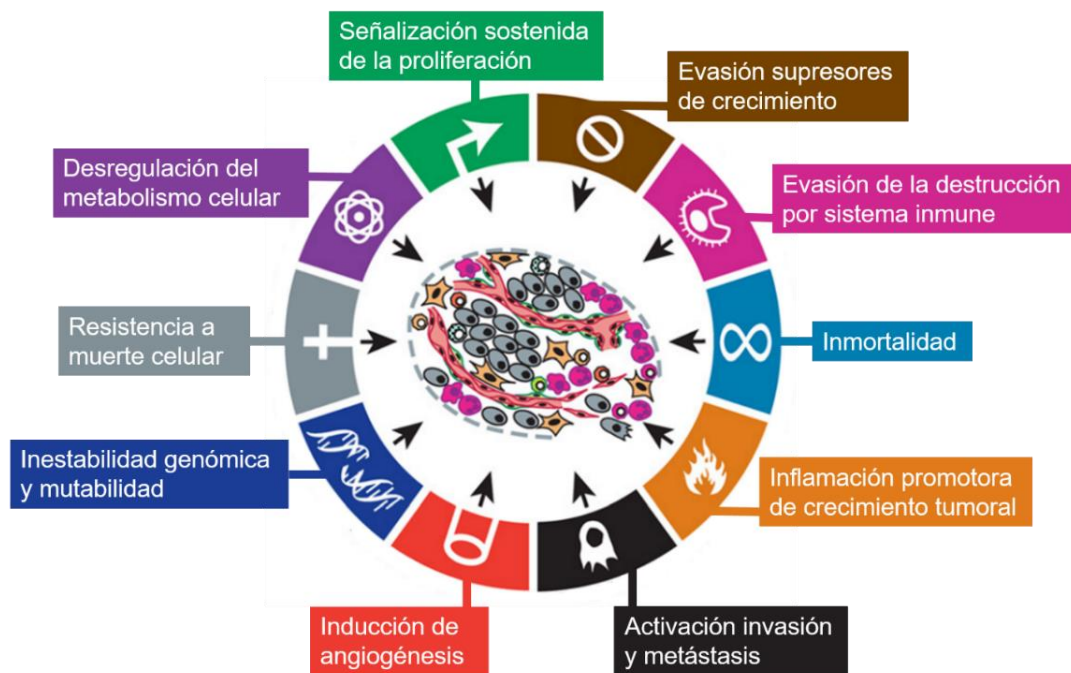 Señalización sostenida
de la proliferación
Evasión supresores
de crecimiento
Desregulación del
metabolismo celular
Evasión de la destrucción
por sistema inmune
Resistencia a
muerte celular
Inmortalidad
Inestabilidad genómica
y mutabilidad
Inflamación promotora
de crecimiento tumoral
Inducción de
angiogénesis
Activación invasión
y metástasis